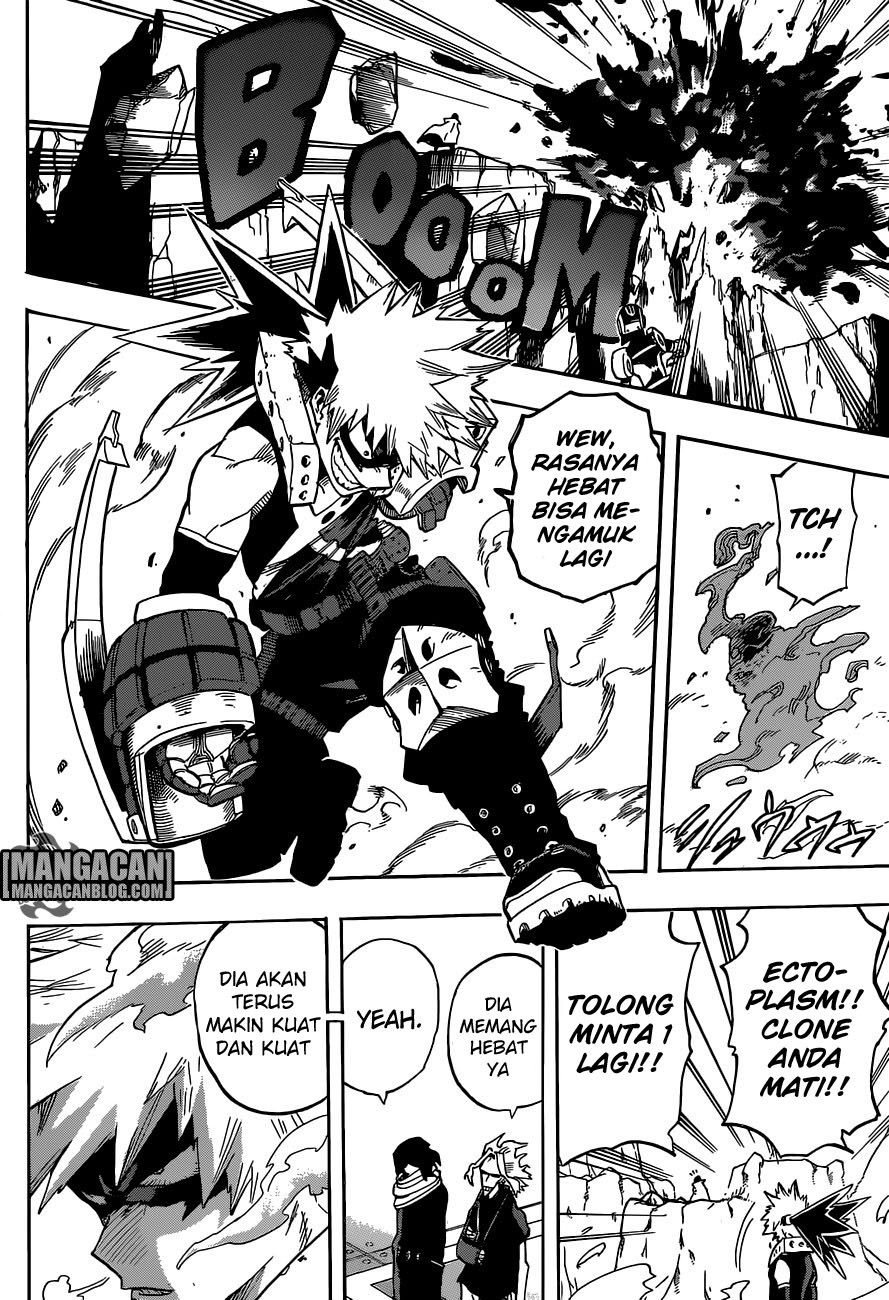 BOOOOM
TCH
...!
WEW,
RASANYA
HEBAT
BISA ME-
NGAMUK
LAGI
[MANGACAN]
MANGACANBLOG.COM
ECTO-
PLASM!!
CLONE
ANDA
MATI!!
TOLONG
MINTA 1
LAGI!!
DIA
MEMANG
HEBAT
YA
YEAH.
DIA AKAN
TERUS
MAKIN KUAT
DAN KUAT